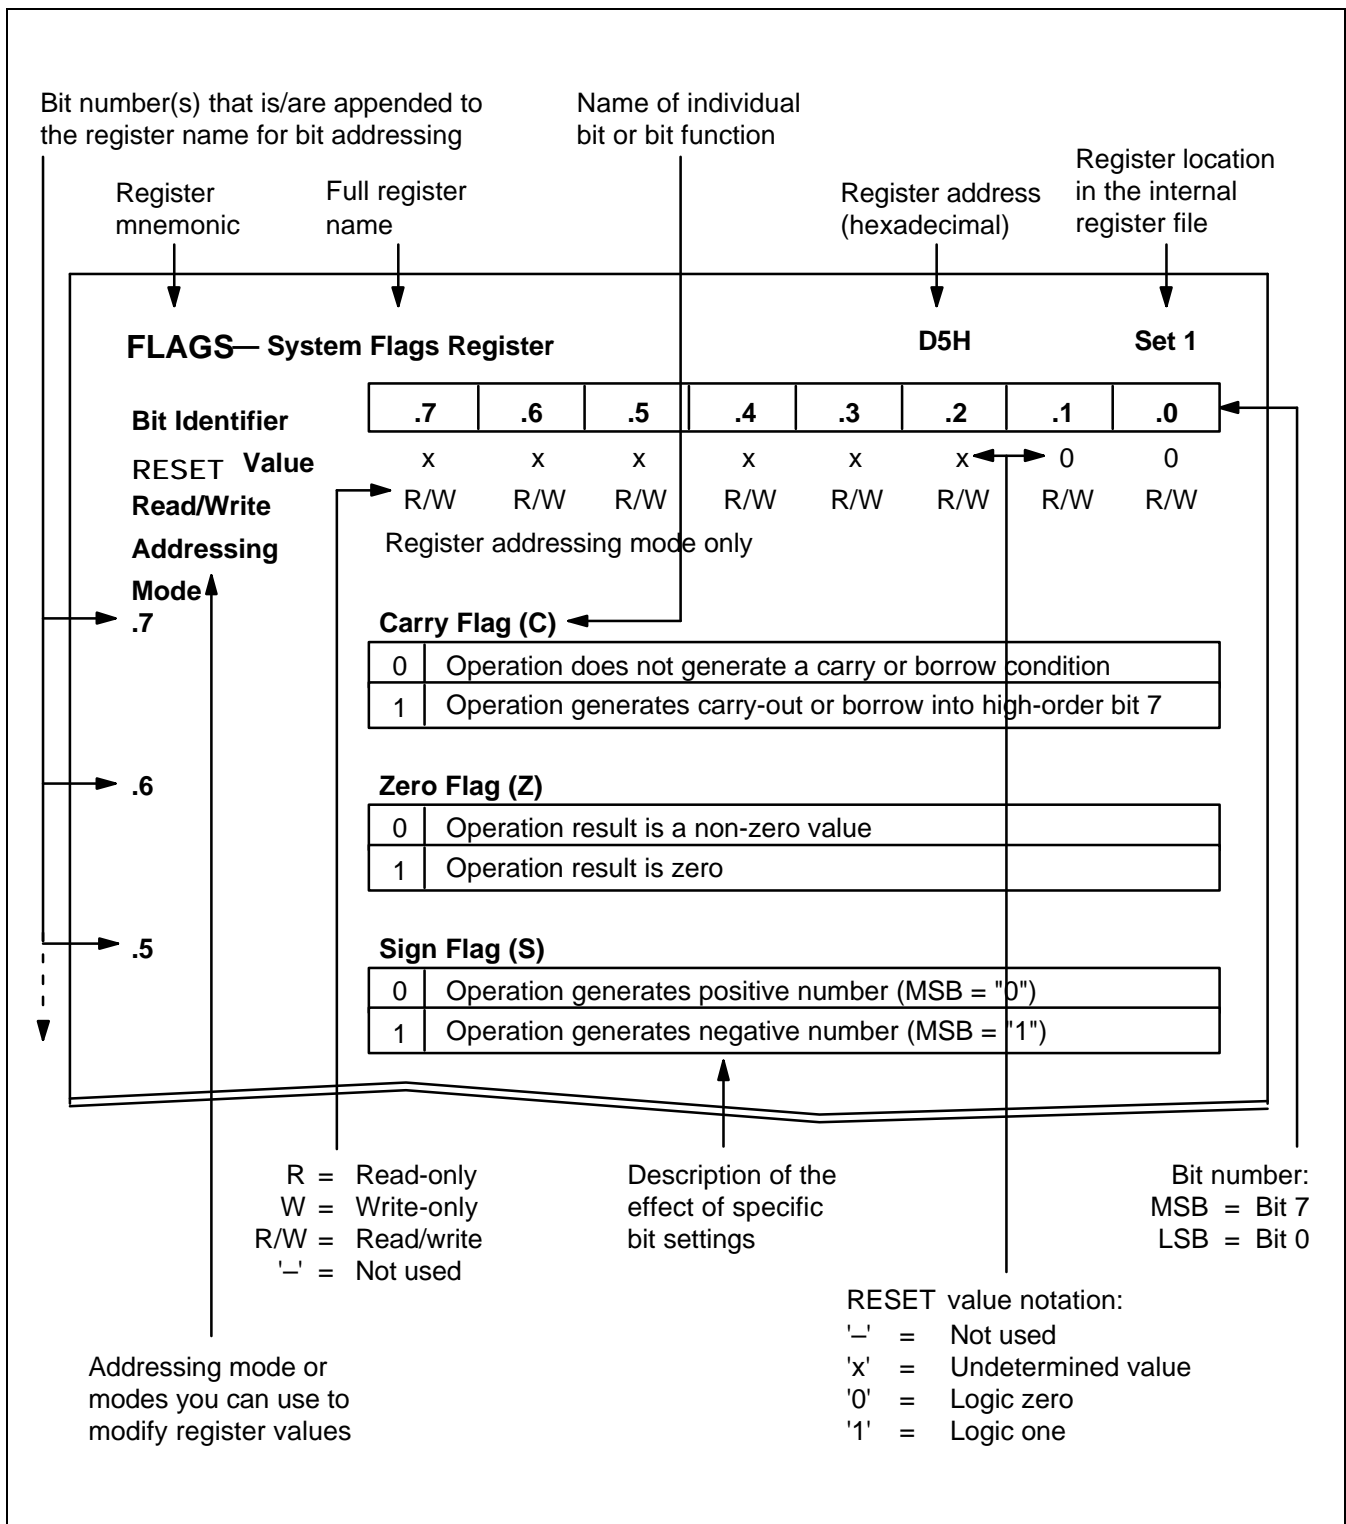 Bit number(s) that is/are appended to
the register name for bit addressing
Name of individual
bit or bit function
Register
mnemonic
Full register
name
Register address
(hexadecimal)
Register location
in the internal
register file
FLAGS— System Flags Register D5H Set 1
Bit Identifier .7 .6 .5 .4 .3 .2 .1 .0
RESET Value x x x x x x 0 0
Read/Write R/W R/W R/W R/W R/W R/W R/W R/W
Addressing Register addressing mode only
Mode
.7 Carry Flag (C)
0 Operation does not generate a carry or borrow condition
1 Operation generates carry-out or borrow into high-order bit 7
.6 Zero Flag (Z)
0 Operation result is a non-zero value
1 Operation result is zero
.5 Sign Flag (S)
0 Operation generates positive number (MSB = "0")
1 Operation generates negative number (MSB = "1")
R = Read-only
W = Write-only
R/W = Read/write
'–' = Not used
Description of the
effect of specific
bit settings
Bit number:
MSB = Bit 7
LSB = Bit 0
RESET value notation:
'–' = Not used
'x' = Undetermined value
'0' = Logic zero
'1' = Logic one
Addressing mode or
modes you can use to
modify register values